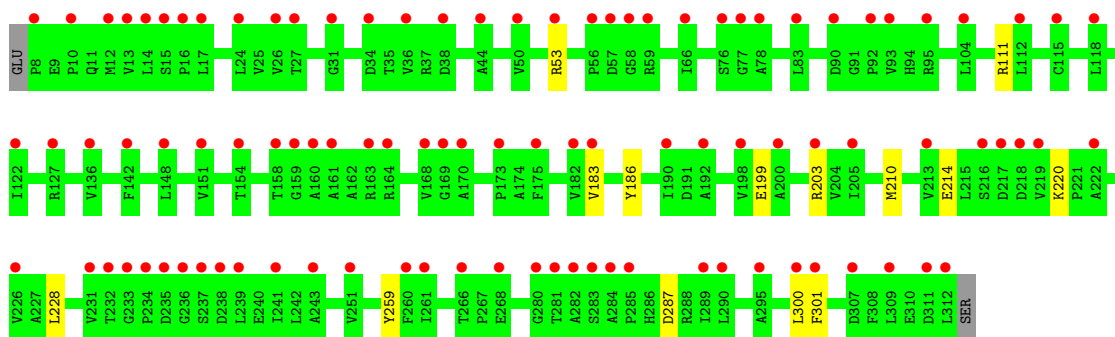 GLU P8 E9 P10 Q11 M12 V13 L14 S15 P16 L17 L24 V25 V26 T27 G31 D34 T35 V36 R37 D38 A44 V50 R53 P56 D57 G58 R59 I66 S76 G77 A78 L83 D90 G91 P92 V93 H94 R95 L104 R111 L112 C115 L118
I122 R127 V136 F142 L148 V151 T154 T158 G159 A160 A161 A162 R163 R164 V168 G169 A170 P173 A174 F175 V182 V183 Y186 I190 D191 A192 V198 E199 A200 R203 V204 I205 M210 V213 E214 L215 S216 D217 D218 V219 K220 P221 A222
V226 A227 L228 V231 T232 G233 P234 D235 G236 S237 D238 L239 E240 I241 L242 A243 V251 Y259 F260 I261 T266 P267 E268 G280 T281 A282 S283 A284 P285 H286 D287 R288 I289 L290 A295 L300 F301 D307 F308 L309 E310 D311 L312 SER